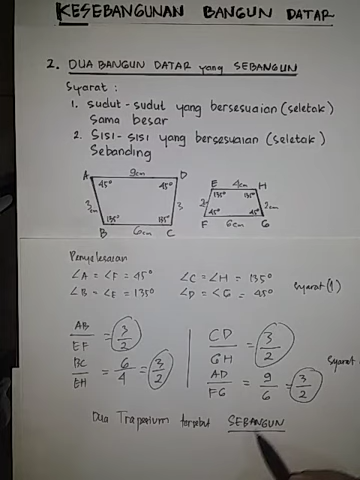 KESEBANGUNAN BANGUN DATAR
2. DUA BANGUN DATAR yang SEBANGUN
Syarat :
1. Sudut-sudut yang bersesuaian (seletak)
sama besar
2. Sisi-sisi yang bersesuaian (seletak)
Sebanding
A 9cm D
45° 45°
3cm 3
135° 135°
B 6cm C
E 4cm H
135° 135°
2 2cm
45° 45°
F 6cm G
Penyelesaian
∠A = ∠F = 45° ∠C = ∠H = 135°
∠B = ∠E = 135° ∠D = ∠G = 45° Syarat (1)
AB/EF = 3/2 CD/GH = 3/2
BC/EH = 6/4 = 3/2 AD/FG = 9/6 = 3/2 Syarat
Dua Trapesium tersebut SEBANGUN